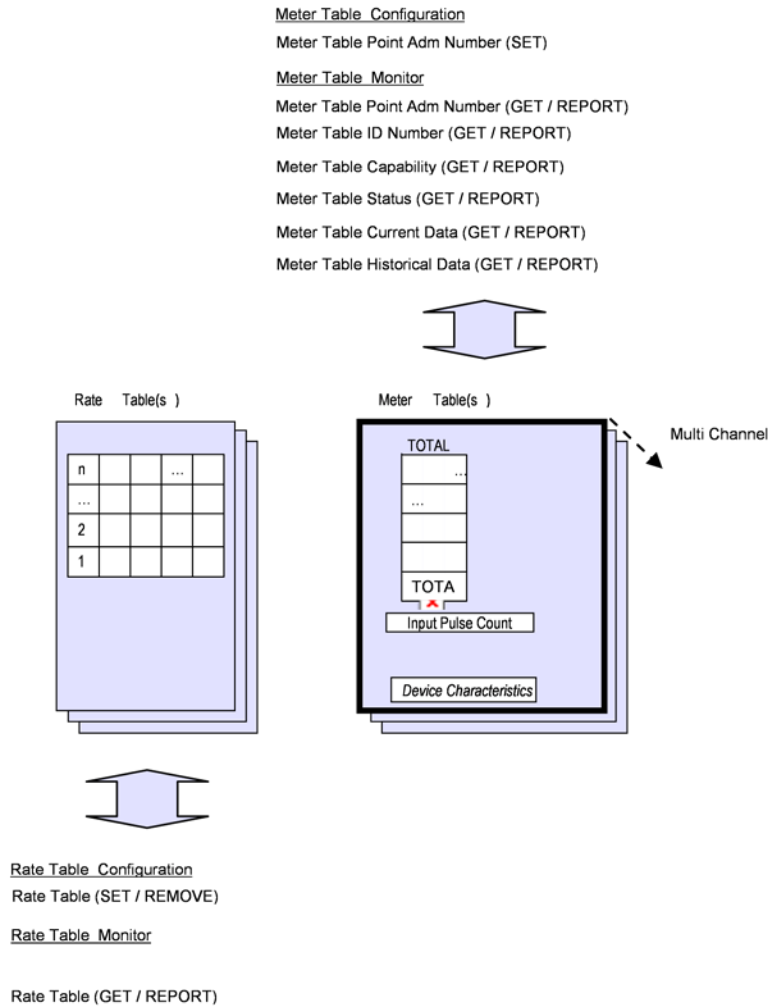 Meter Table Configuration
Meter Table Point Adm Number (SET)
Meter Table Monitor
Meter Table Point Adm Number (GET / REPORT)
Meter Table ID Number (GET / REPORT)
Meter Table Capability (GET / REPORT)
Meter Table Status (GET / REPORT)
Meter Table Current Data (GET / REPORT)
Meter Table Historical Data (GET / REPORT)
Rate Table(s )
n ...
...
2
1
Meter Table(s )
Multi Channel
TOTAL
...
...
TOTA
Input Pulse Count
Device Characteristics
Rate Table Configuration
Rate Table (SET / REMOVE)
Rate Table Monitor
Rate Table (GET / REPORT)